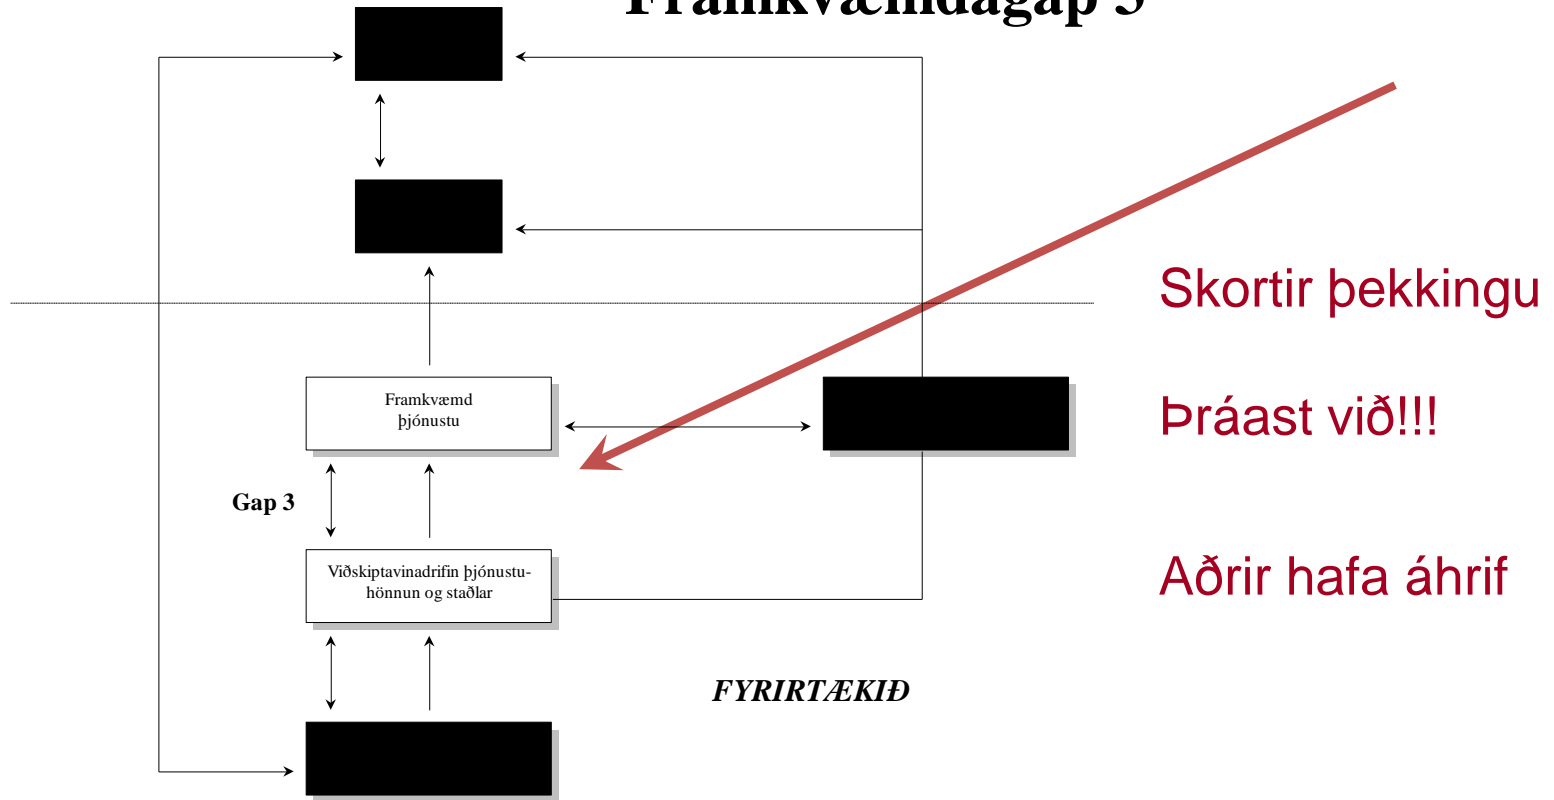 Framkvæmdagap 3
Skortir þekkingu
Framkvæmd
þjónustu
Þráast við!!!
Gap 3
Viðskiptavinadrifin þjónustu-
hönnun og staðlar
Aðrir hafa áhrif
FYRIRTÆKIÐ